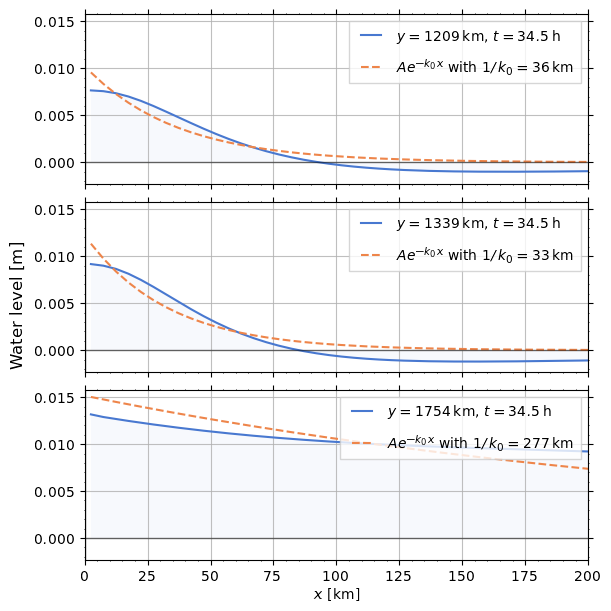 0.015
0.010
0.005
0.000
y = 1209 km, t = 34.5 h
Ae^{-k_0 x} with 1/k_0 = 36 km
0.015
0.010
0.005
0.000
y = 1339 km, t = 34.5 h
Ae^{-k_0 x} with 1/k_0 = 33 km
Water level [m]
0.015
0.010
0.005
0.000
y = 1754 km, t = 34.5 h
Ae^{-k_0 x} with 1/k_0 = 277 km
0 25 50 75 100 125 150 175 200
x [km]